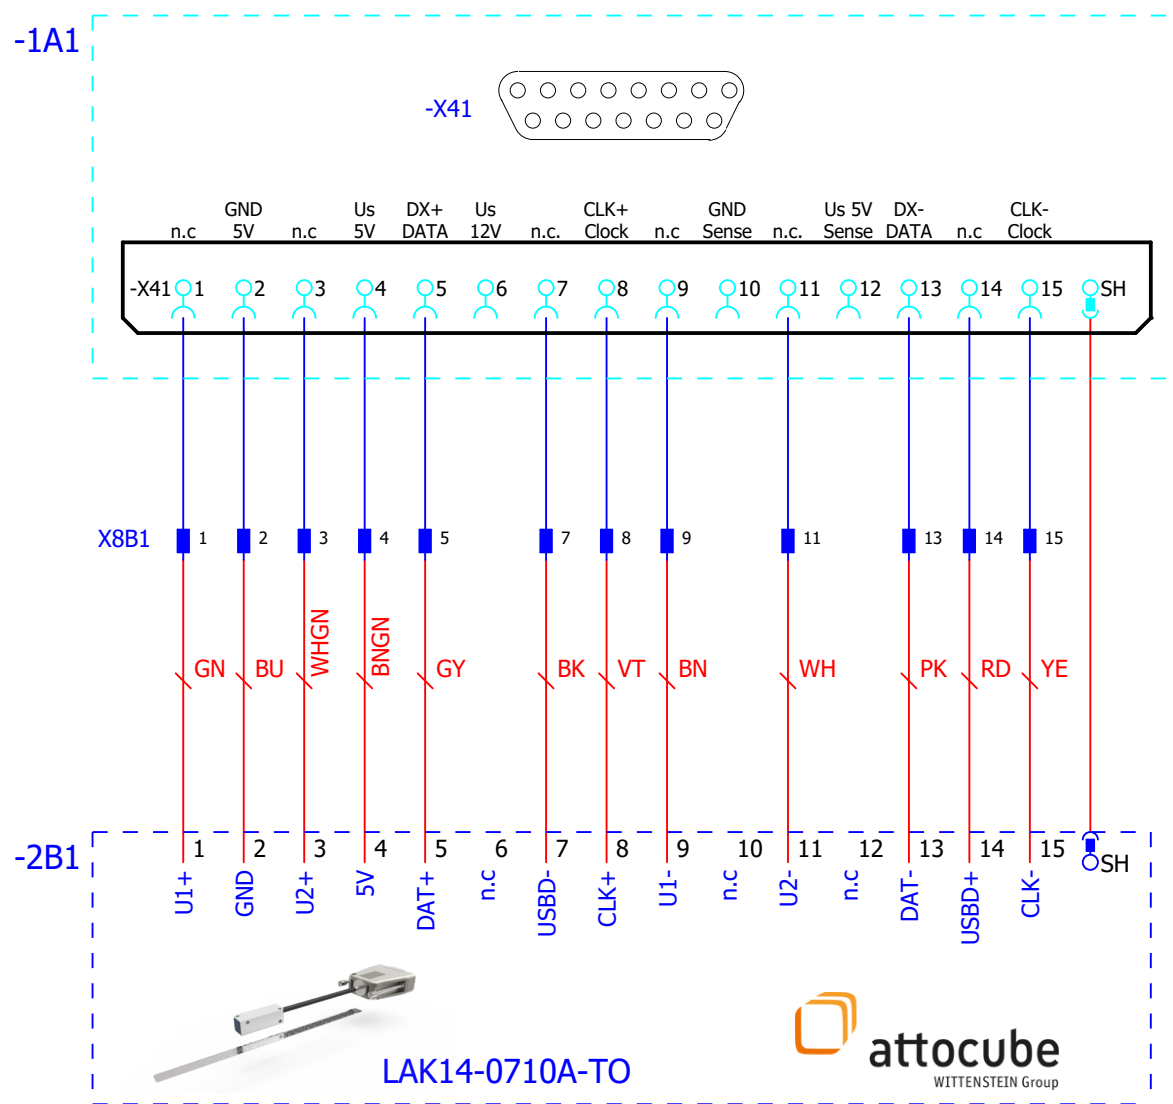 -1A1
-X41
GND Us DX+ Us CLK+ GND Us 5V DX- CLK-
n.c 5V n.c 5V DATA 12V n.c. Clock n.c Sense n.c. Sense DATA n.c Clock
-X41 1 2 3 4 5 6 7 8 9 10 11 12 13 14 15 SH
X8B1 1 2 3 4 5 7 8 9 11 13 14 15
GN BU WHGN BNGN GY BK VT BN WH PK RD YE
-2B1 1 2 3 4 5 6 7 8 9 10 11 12 13 14 15 SH
U1+ GND U2+ 5V DAT+ n.c USBD- CLK+ U1- n.c U2- n.c DAT- USBD+ CLK-
LAK14-0710A-TO
attocube
WITTENSTEIN Group